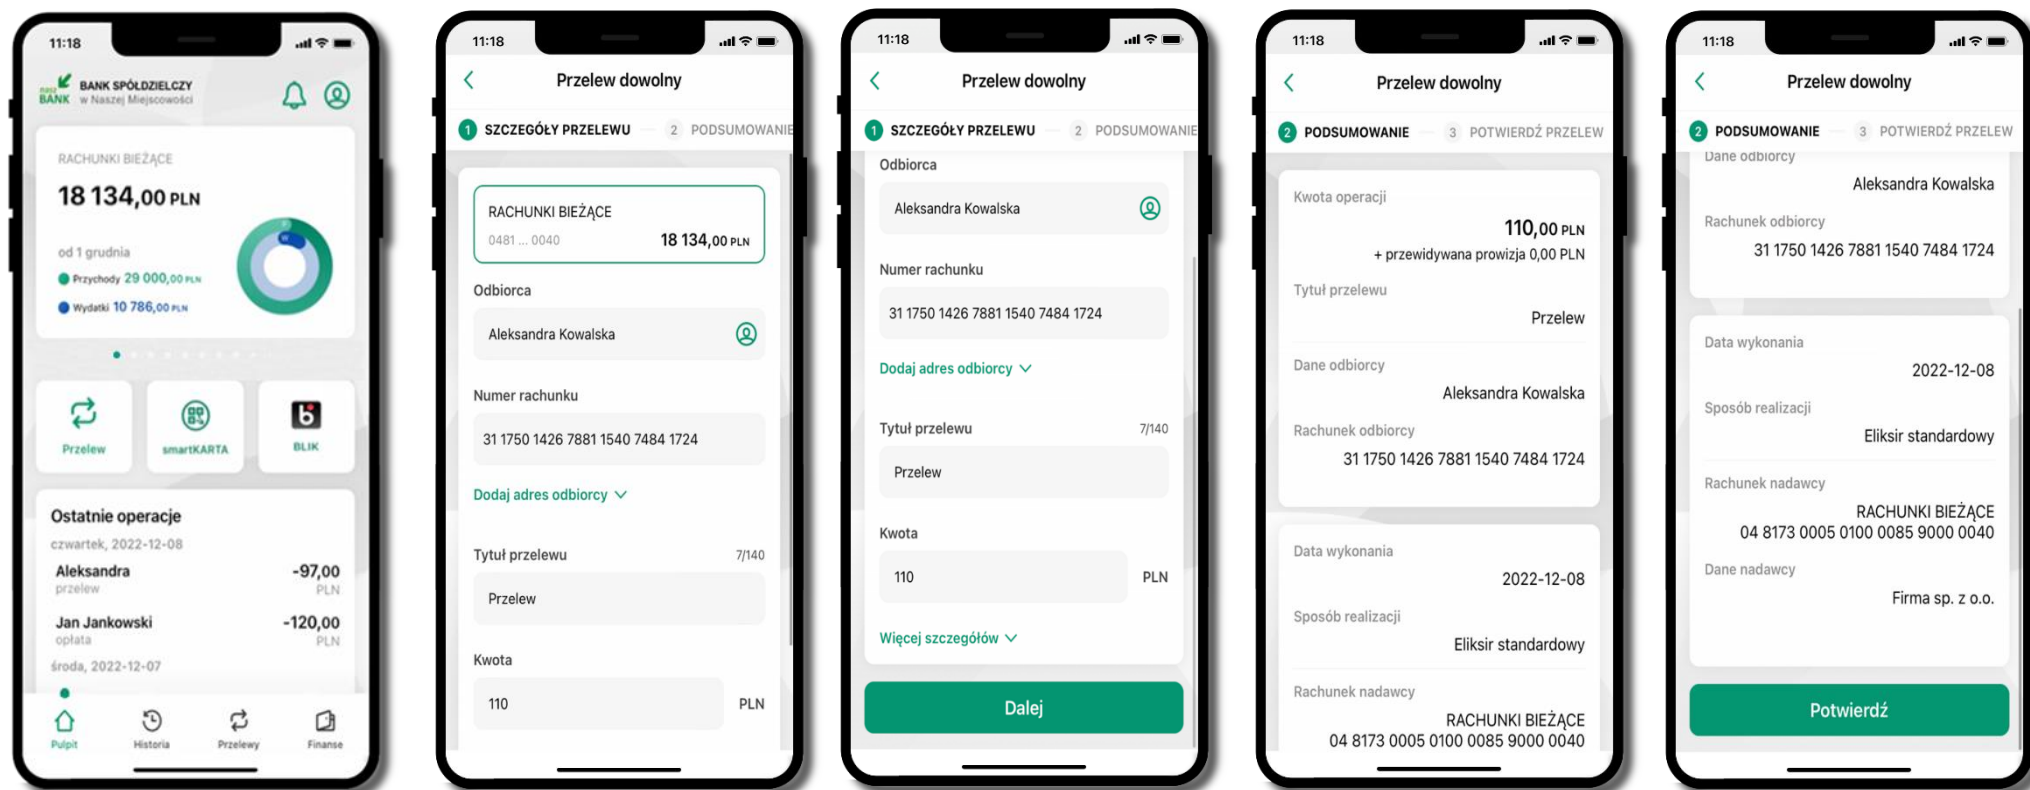 11:18
nasz BANK
BANK SPÓŁDZIELCZY
w Naszej Miejscowości
RACHUNKI BIEŻĄCE
18 134,00 PLN
od 1 grudnia
Przychody 29 000,00 PLN
Wydatki 10 786,00 PLN
Przelew
smartKARTA
BLIK
Ostatnie operacje
czwartek, 2022-12-08
Aleksandra -97,00
przelew PLN
Jan Jankowski -120,00
opłata PLN
środa, 2022-12-07
Pulpit Historia Przelewy Finanse
11:18
Przelew dowolny
1 SZCZEGÓŁY PRZELEWU 2 PODSUMOWANIE
RACHUNKI BIEŻĄCE
0481 ... 0040 18 134,00 PLN
Odbiorca
Aleksandra Kowalska
Numer rachunku
31 1750 1426 7881 1540 7484 1724
Dodaj adres odbiorcy
Tytuł przelewu 7/140
Przelew
Kwota
110 PLN
11:18
Przelew dowolny
1 SZCZEGÓŁY PRZELEWU 2 PODSUMOWANIE
Odbiorca
Aleksandra Kowalska
Numer rachunku
31 1750 1426 7881 1540 7484 1724
Dodaj adres odbiorcy
Tytuł przelewu 7/140
Przelew
Kwota
110 PLN
Więcej szczegółów
Dalej
11:18
Przelew dowolny
2 PODSUMOWANIE 3 POTWIERDŹ PRZELEW
Kwota operacji
110,00 PLN
+ przewidywana prowizja 0,00 PLN
Tytuł przelewu
Przelew
Dane odbiorcy
Aleksandra Kowalska
Rachunek odbiorcy
31 1750 1426 7881 1540 7484 1724
Data wykonania
2022-12-08
Sposób realizacji
Eliksir standardowy
Rachunek nadawcy
RACHUNKI BIEŻĄCE
04 8173 0005 0100 0085 9000 0040
11:18
Przelew dowolny
2 PODSUMOWANIE 3 POTWIERDŹ PRZELEW
Dane odbiorcy
Aleksandra Kowalska
Rachunek odbiorcy
31 1750 1426 7881 1540 7484 1724
Data wykonania
2022-12-08
Sposób realizacji
Eliksir standardowy
Rachunek nadawcy
RACHUNKI BIEŻĄCE
04 8173 0005 0100 0085 9000 0040
Dane nadawcy
Firma sp. z o.o.
Potwierdź